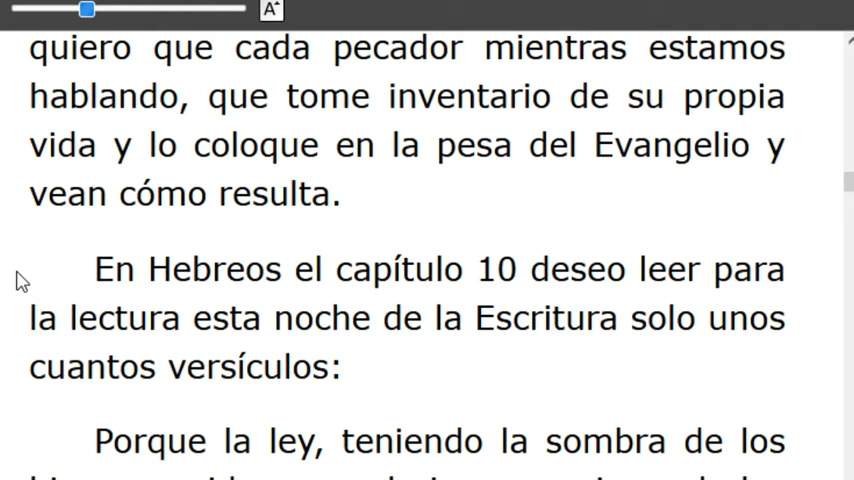 A
quiero que cada pecador mientras estamos
hablando, que tome inventario de su propia
vida y lo coloque en la pesa del Evangelio y
vean cómo resulta.
En Hebreos el capítulo 10 deseo leer para
la lectura esta noche de la Escritura solo unos
cuantos versículos:
Porque la ley, teniendo la sombra de los